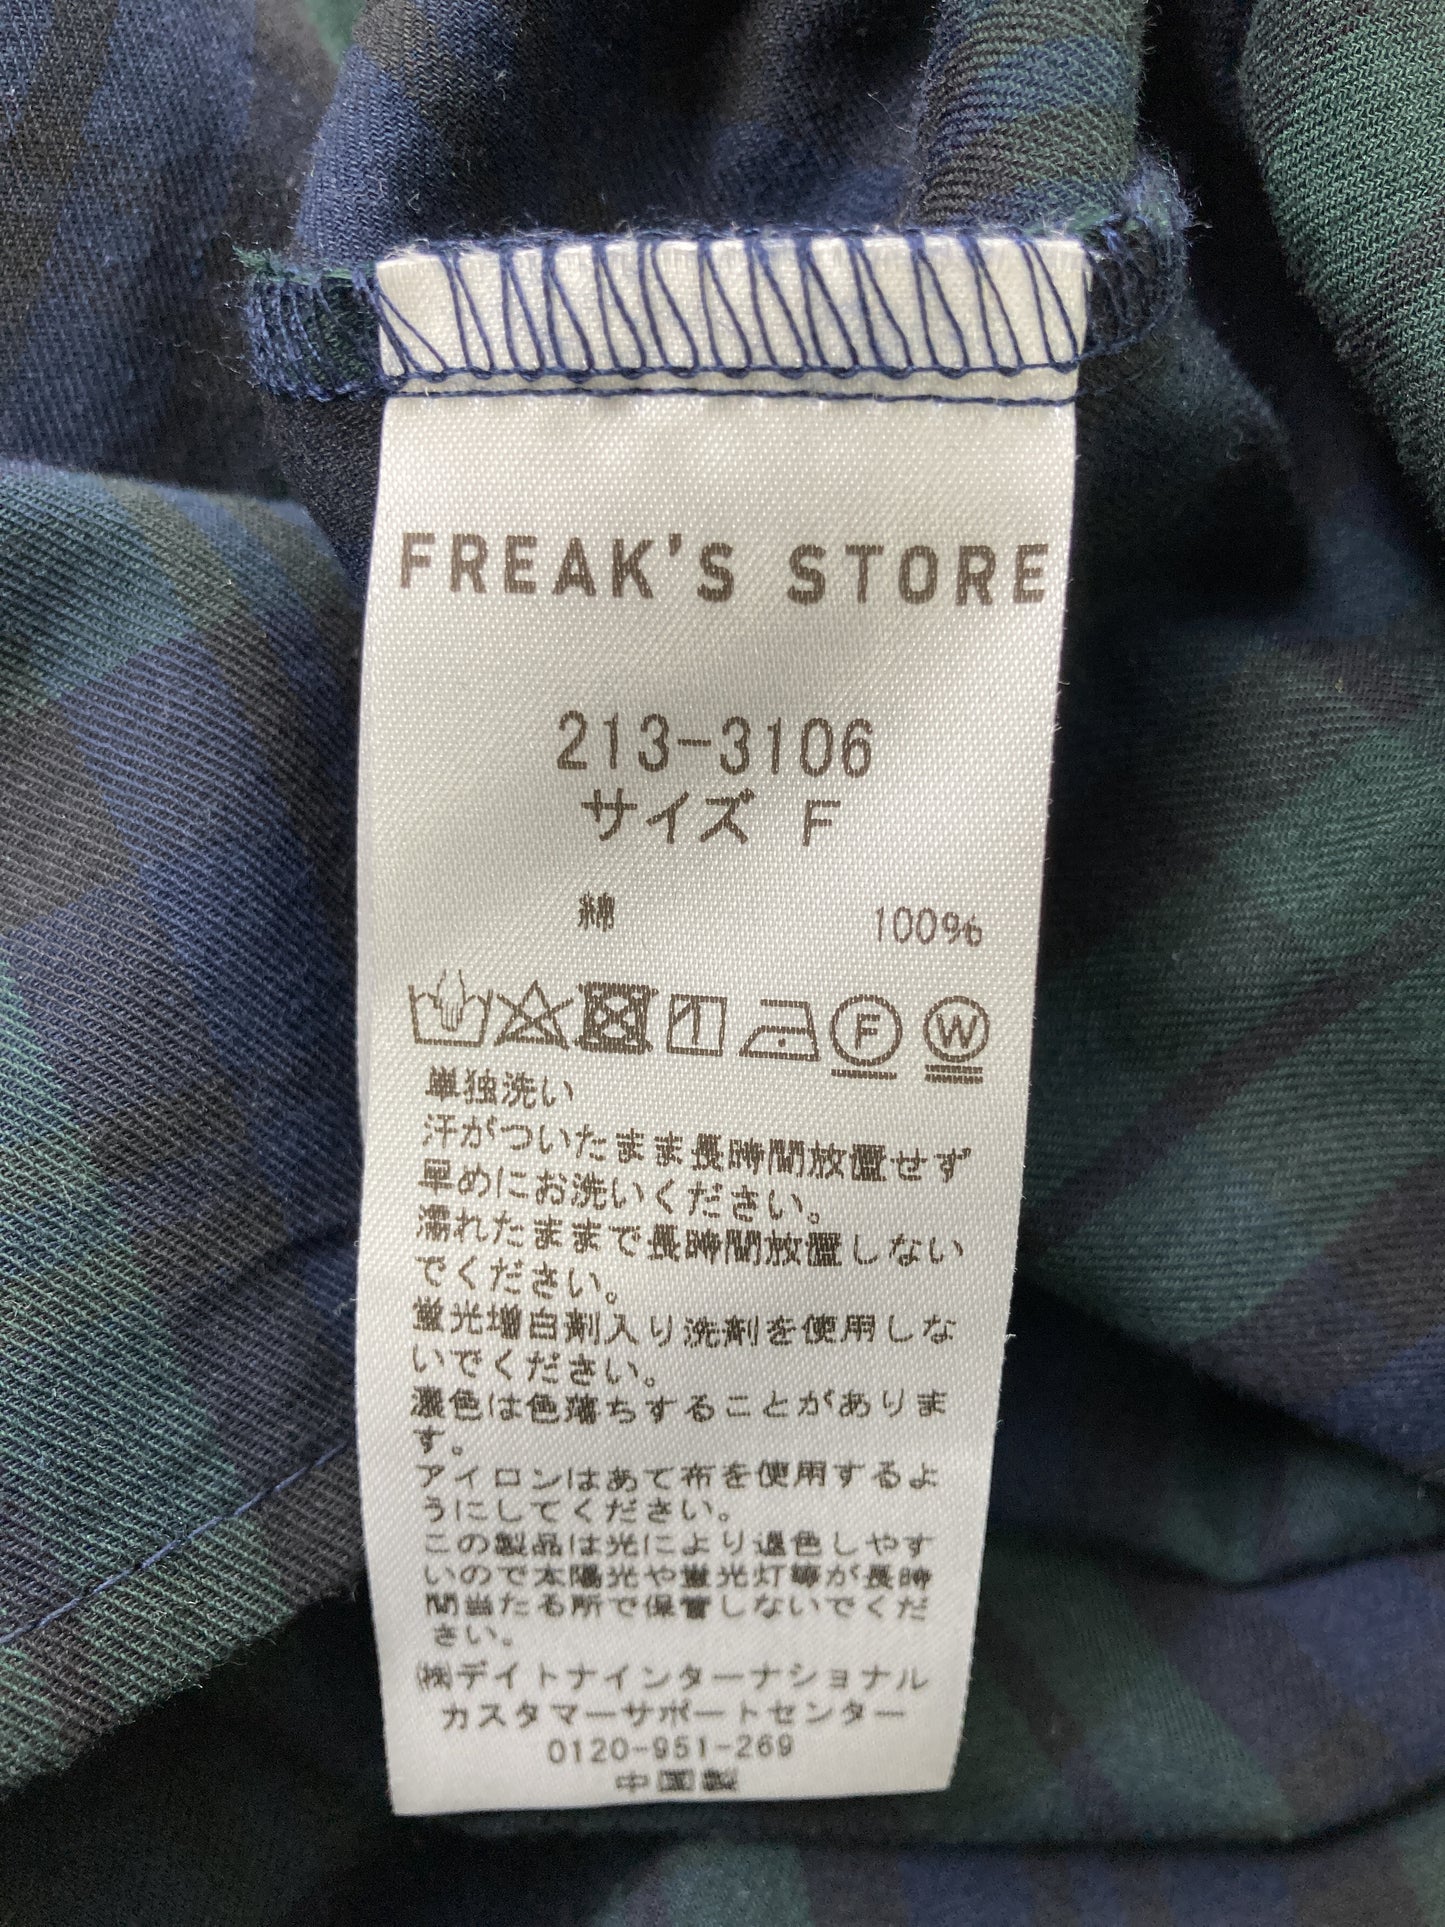 FREAK'S STORE
213-3106
サイズ F
綿 100%
1 F W
単独洗い
汗がついたまま長時間放置せず
早めにお洗いください。
濡れたままで長時間放置しない
でください。
蛍光増白剤入り洗剤を使用しな
いでください。
濃色は色落ちすることがありま
す。
アイロンはあて布を使用するよ
うにしてください。
この製品は光により退色しやす
いので太陽光や蛍光灯等が長時
間当たる所で保管しないでくだ
さい。
㈱デイトナインターナショナル
カスタマーサポートセンター
0120-951-269
中国製